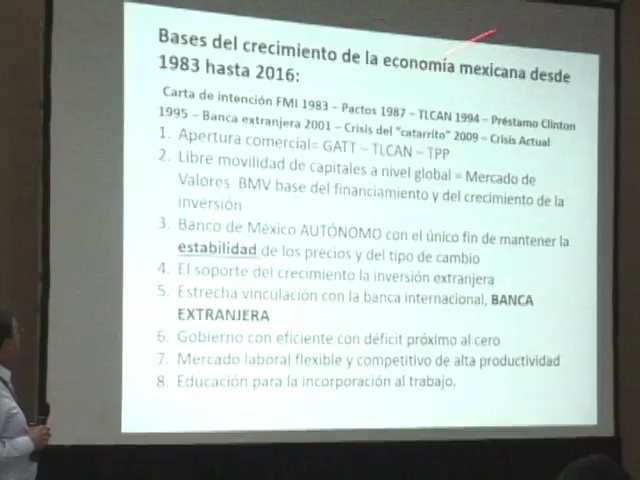 Bases del crecimiento de la economía mexicana desde
1983 hasta 2016:
Carta de intención FMI 1983 – Pactos 1987 – TLCAN 1994 – Préstamo Clinton
1995 – Banca extranjera 2001 – Crisis del "catarrito" 2009 – Crisis Actual
1. Apertura comercial= GATT – TLCAN – TPP
2. Libre movilidad de capitales a nivel global = Mercado de
Valores BMV base del financiamiento y del crecimiento de la
inversión
3. Banco de México AUTÓNOMO con el único fin de mantener la
estabilidad de los precios y del tipo de cambio
4. El soporte del crecimiento la inversión extranjera
5. Estrecha vinculación con la banca internacional, BANCA
EXTRANJERA
6. Gobierno con eficiente con déficit próximo al cero
7. Mercado laboral flexible y competitivo de alta productividad
8. Educación para la incorporación al trabajo.